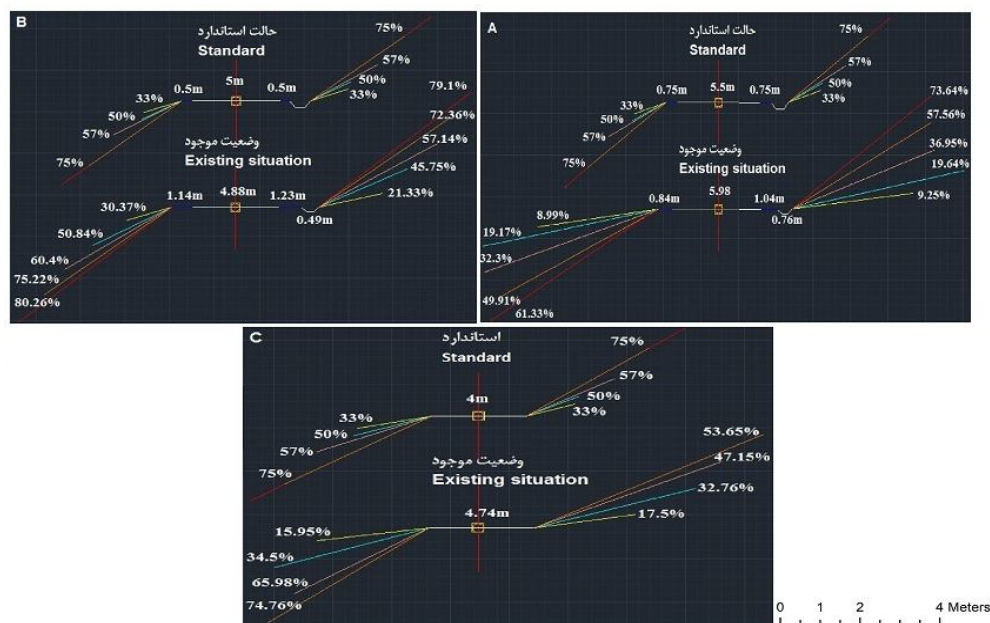 B
حالت استاندارد
Standard
75%
57%
50%
33%
0.5m 5m 0.5m
33%
50%
57%
75%
وضعیت موجود
Existing situation
79.1%
72.36%
57.14%
45.75%
21.33%
1.14m 4.88m 1.23m
0.49m
30.37%
50.84%
60.4%
75.22%
80.26%
A
حالت استاندارد
Standard
75%
57%
50%
33%
0.75m 5.5m 0.75m
33%
50%
57%
75%
وضعیت موجود
Existing situation
73.64%
57.56%
36.95%
19.64%
9.25%
0.84m 5.98 1.04m
0.76m
8.99%
19.17%
32.3%
49.91%
61.33%
C
استاندارد
Standard
75%
57%
50%
33%
4m
33%
50%
57%
75%
وضعیت موجود
Existing situation
53.65%
47.15%
32.76%
17.5%
4.74m
15.95%
34.5%
65.98%
74.76%
0 1 2 4 Meters